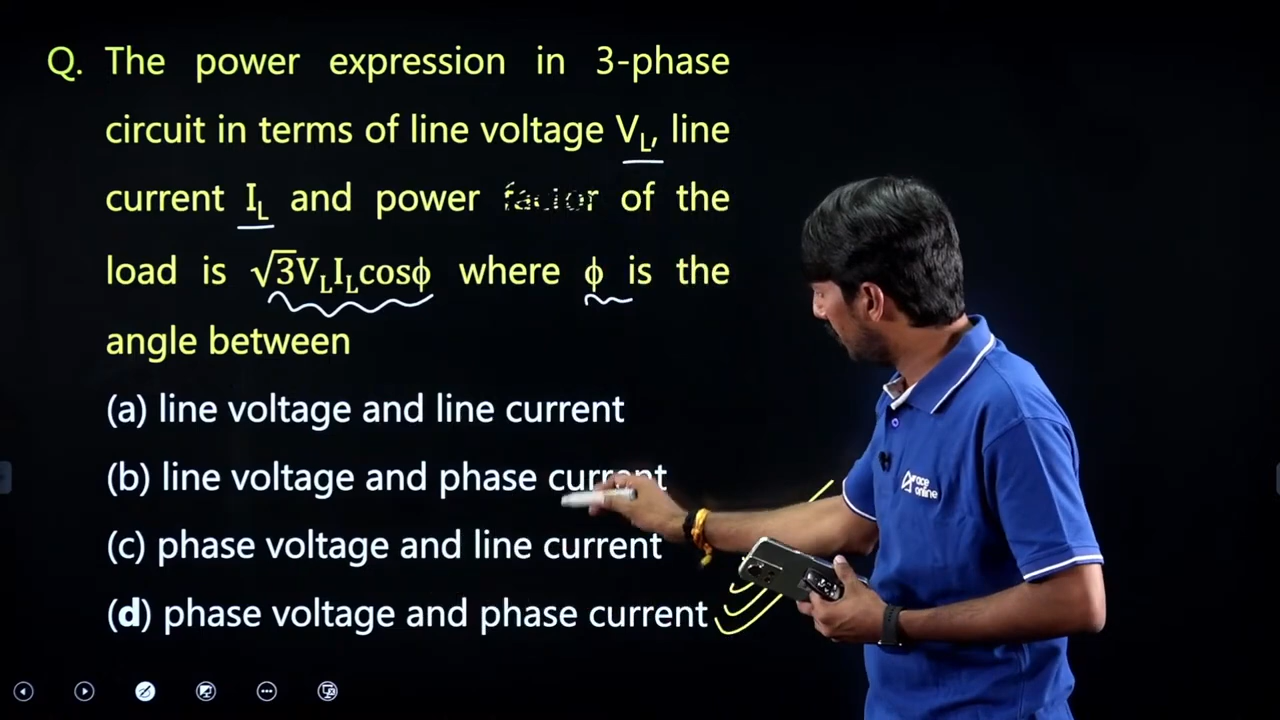 Q. The power expression in 3-phase
circuit in terms of line voltage V_L, line
current I_L and power factor of the
load is √3V_LI_Lcosϕ where ϕ is the
angle between
(a) line voltage and line current
(b) line voltage and phase current
(c) phase voltage and line current
(d) phase voltage and phase current
online